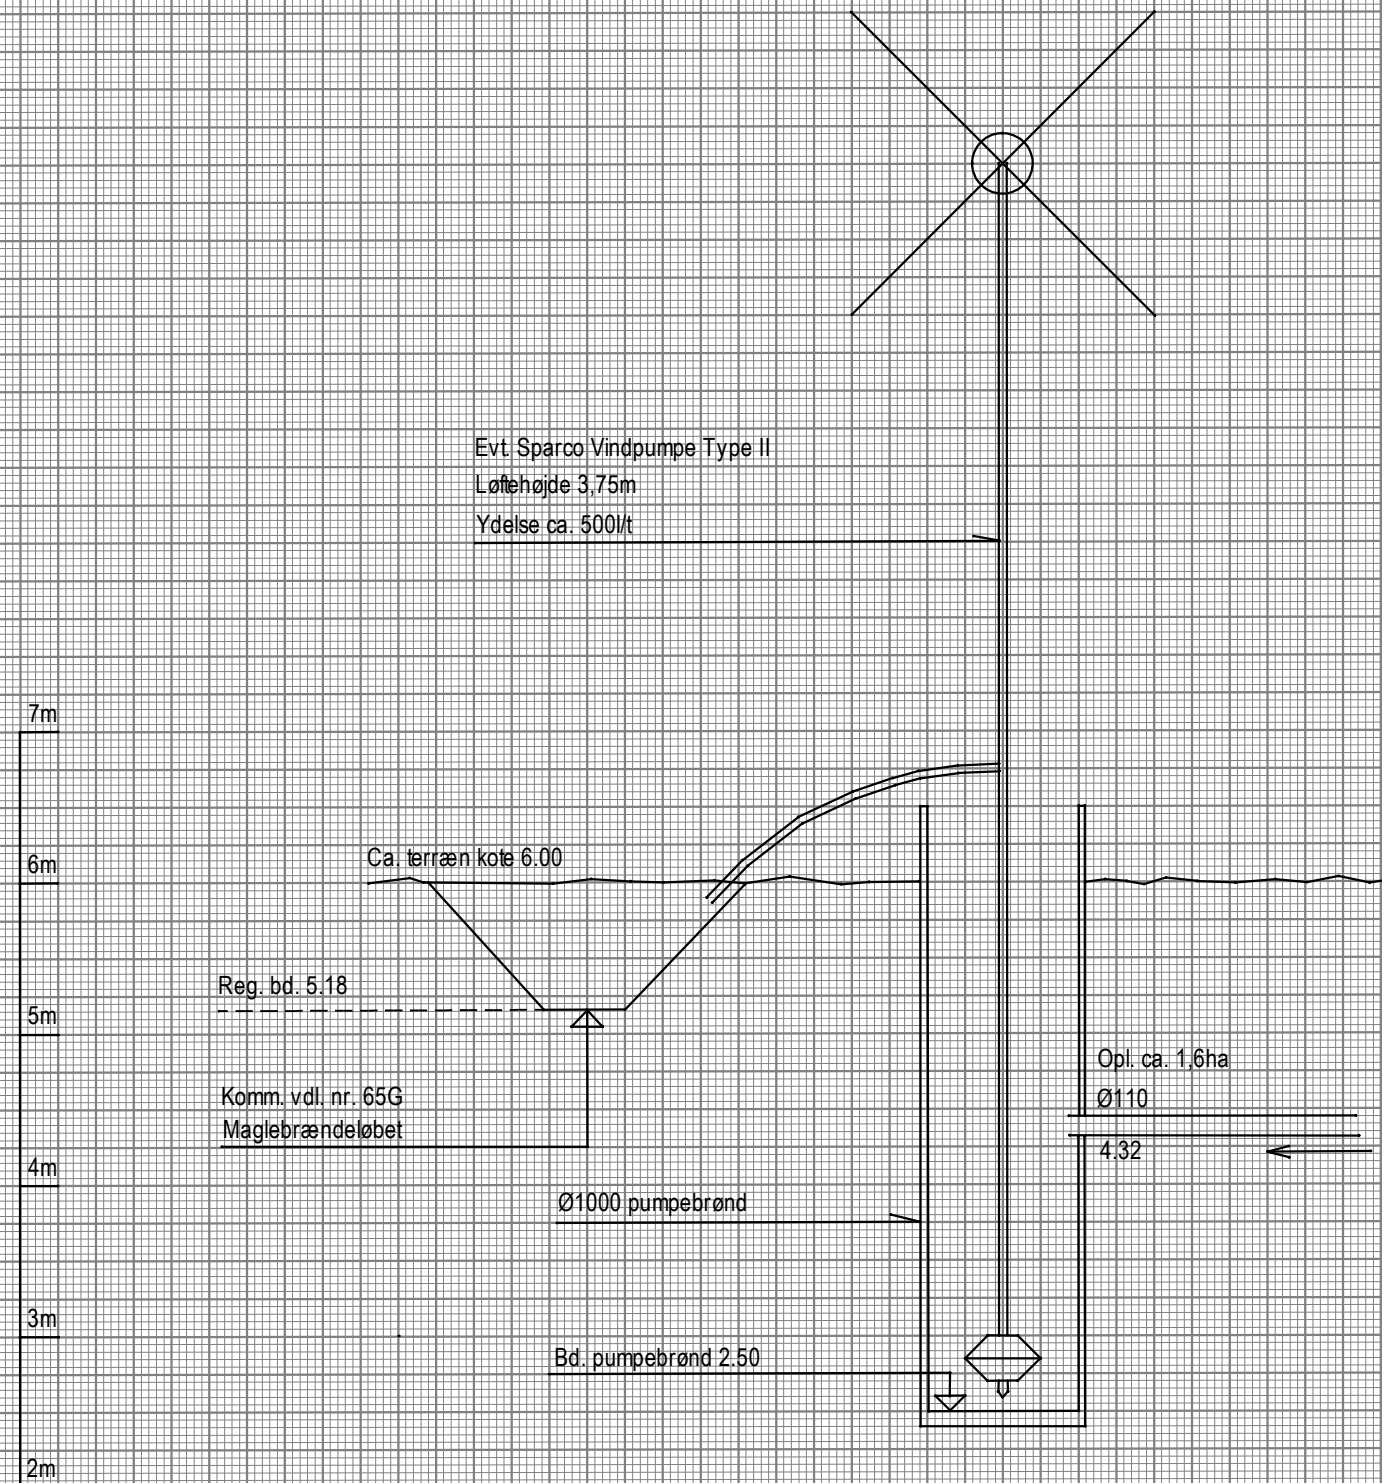 Evt. Sparco Vindpumpe Type II
Løftehøjde 3,75m
Ydelse ca. 500l/t
7m
Ca. terræn kote 6.00
6m
Reg. bd. 5.18
5m
Opl. ca. 1,6ha
Ø110
Komm. vdl. nr. 65G
Maglebrændeløbet
4.32
4m
Ø1000 pumpebrønd
3m
Bd. pumpebrønd 2.50
2m